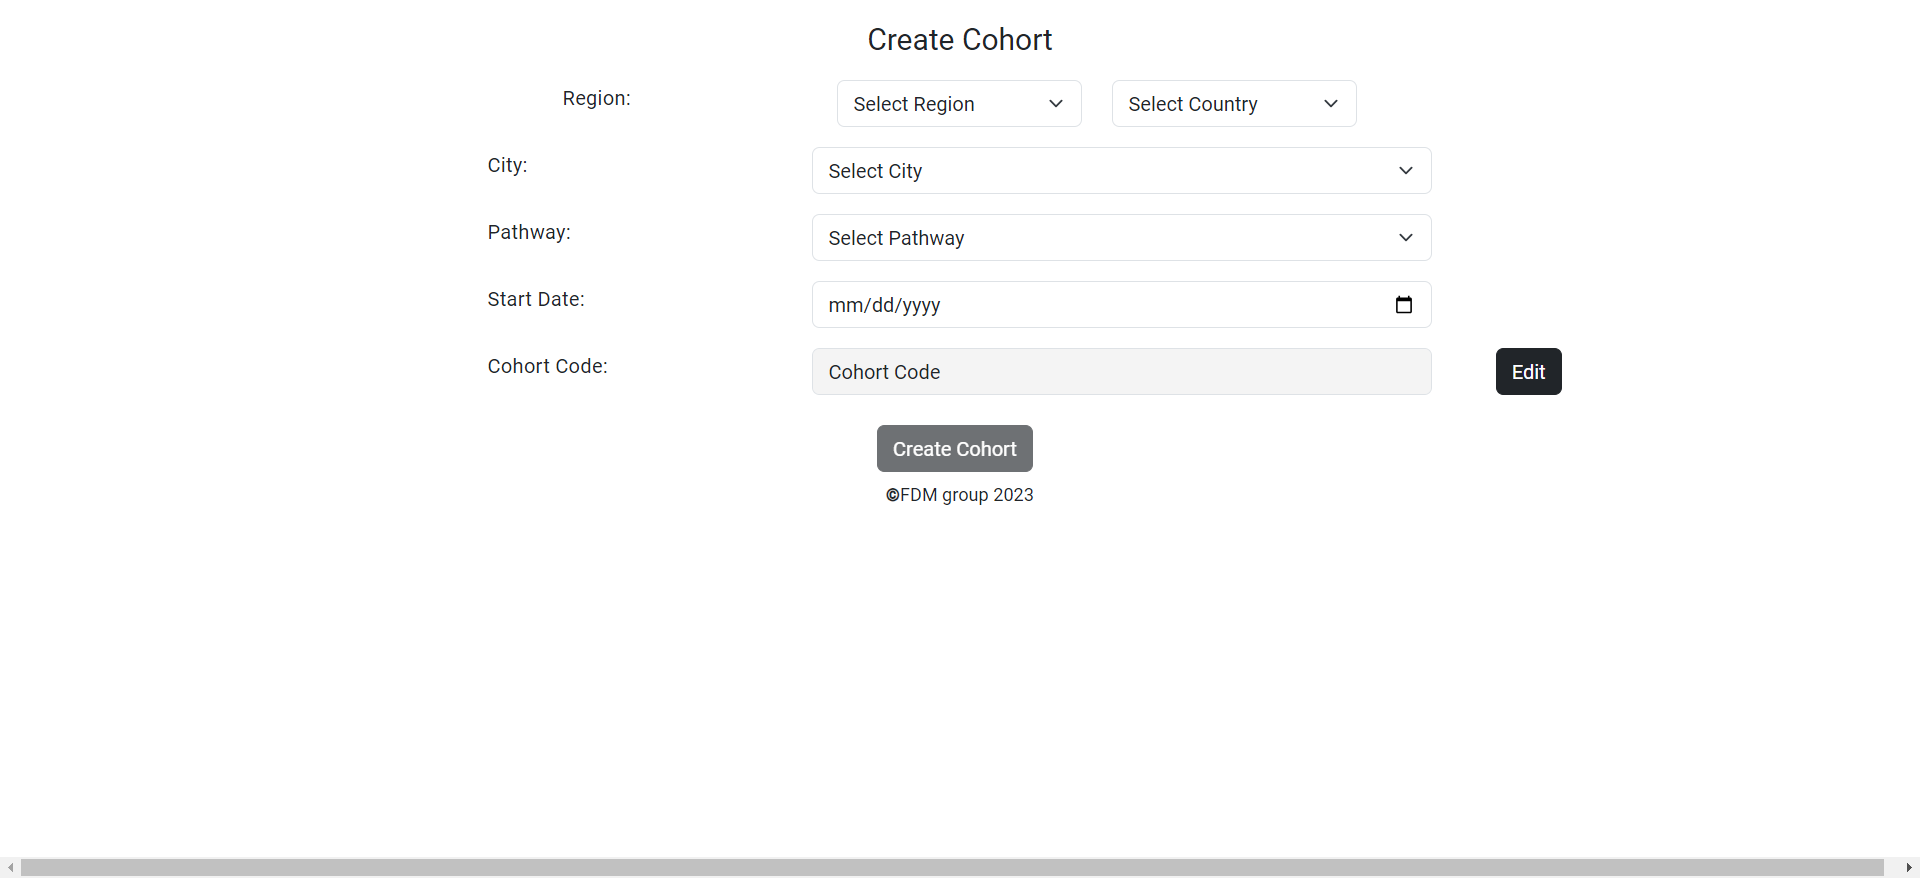 Create Cohort
Region: Select Region Select Country
City: Select City
Pathway: Select Pathway
Start Date: mm/dd/yyyy
Cohort Code: Cohort Code Edit
Create Cohort
©FDM group 2023